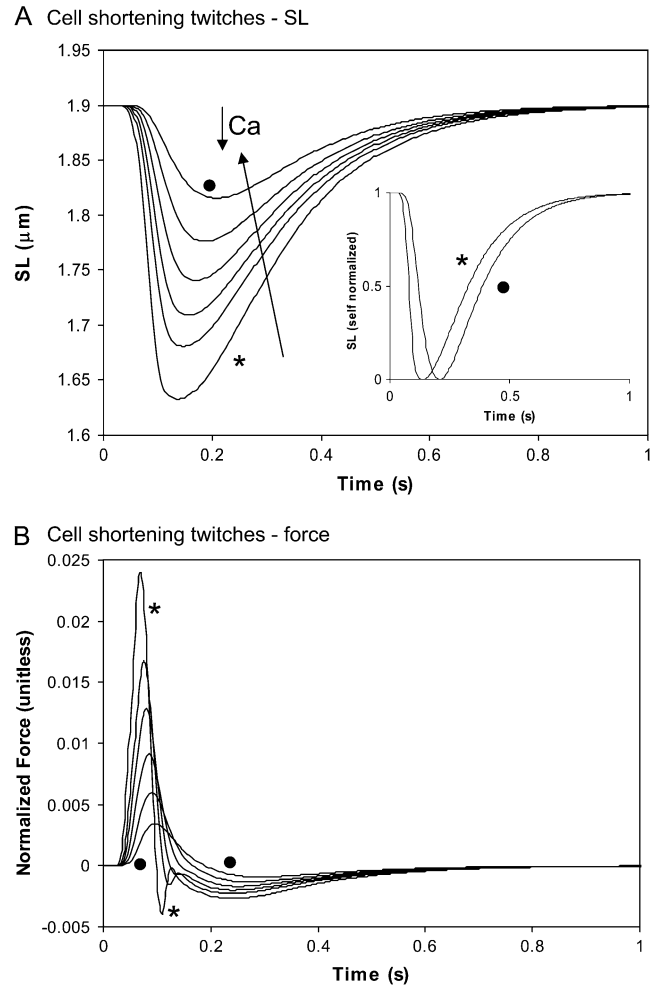 A Cell shortening twitches - SL
1.95
1.9
1.85
1.8
1.75
1.7
1.65
1.6
SL (μm)
Ca
*
0 0.2 0.4 0.6 0.8 1
Time (s)
1
0.5
0
SL (self normalized)
*
0 0.5 1
Time (s)
B Cell shortening twitches - force
0.025
0.02
0.015
0.01
0.005
0
-0.005
Normalized Force (unitless)
*
*
0 0.2 0.4 0.6 0.8 1
Time (s)